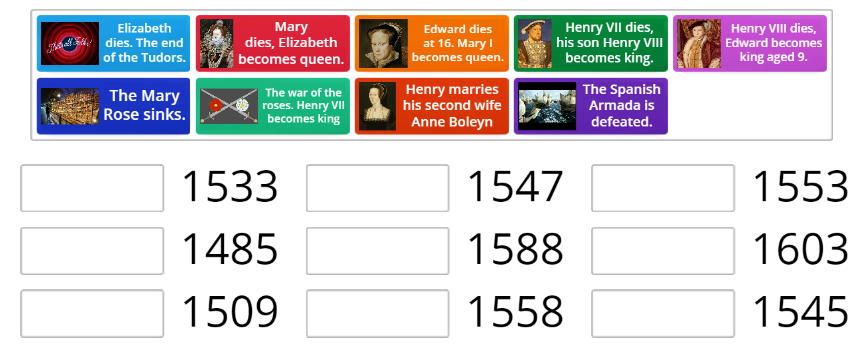 That's all Folks!
Elizabeth
dies. The end
of the Tudors.
Mary
dies, Elizabeth
becomes queen.
Edward dies
at 16. Mary I
becomes queen.
Henry VII dies,
his son Henry VIII
becomes king.
Henry VIII dies,
Edward becomes
king aged 9.
The Mary
Rose sinks.
The war of the
roses. Henry VII
becomes king
Henry marries
his second wife
Anne Boleyn
The Spanish
Armada is
defeated.
1533
1547
1553
1485
1588
1603
1509
1558
1545